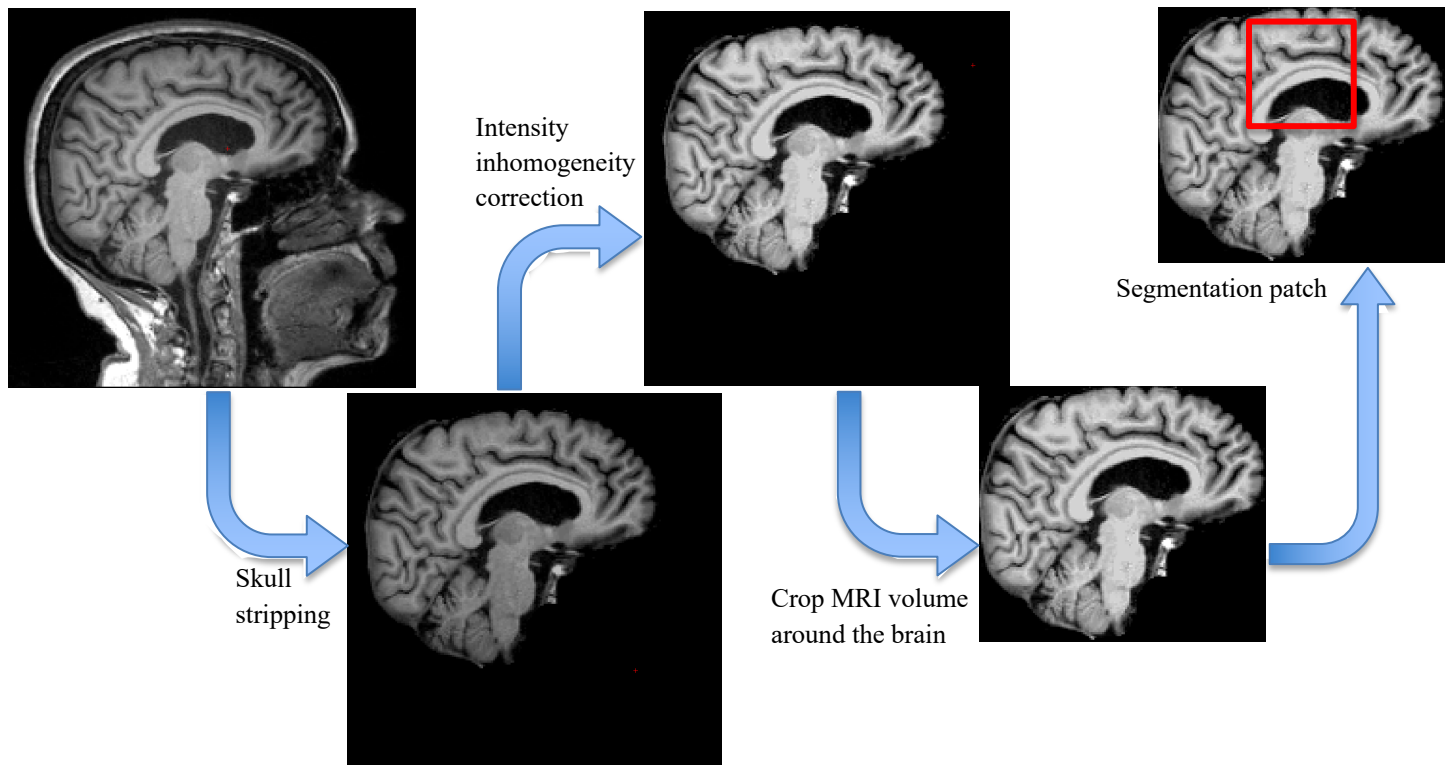 Intensity
inhomogeneity
correction
Segmentation patch
Skull
stripping
Crop MRI volume
around the brain